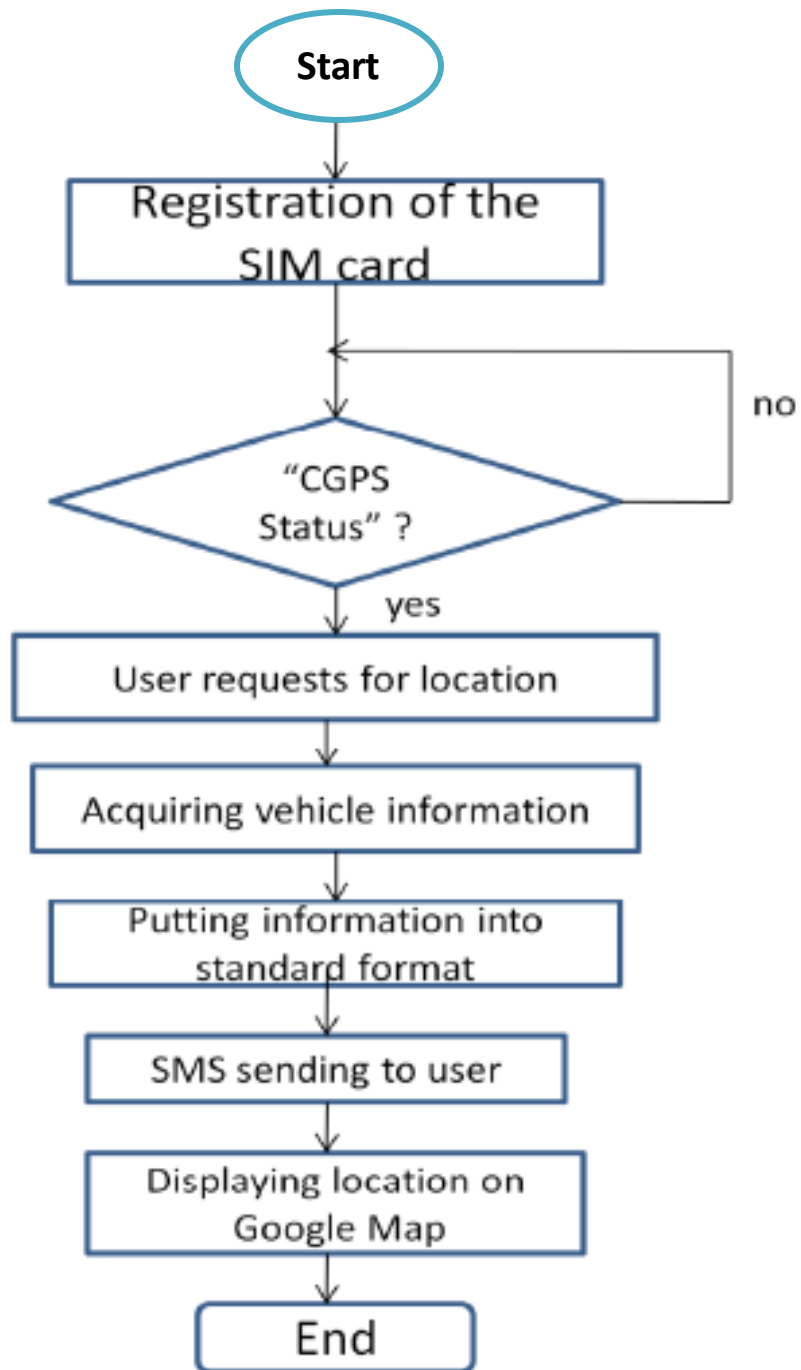 Start
Registration of the
SIM card
no
“CGPS
Status” ?
yes
User requests for location
Acquiring vehicle information
Putting information into
standard format
SMS sending to user
Displaying location on
Google Map
End